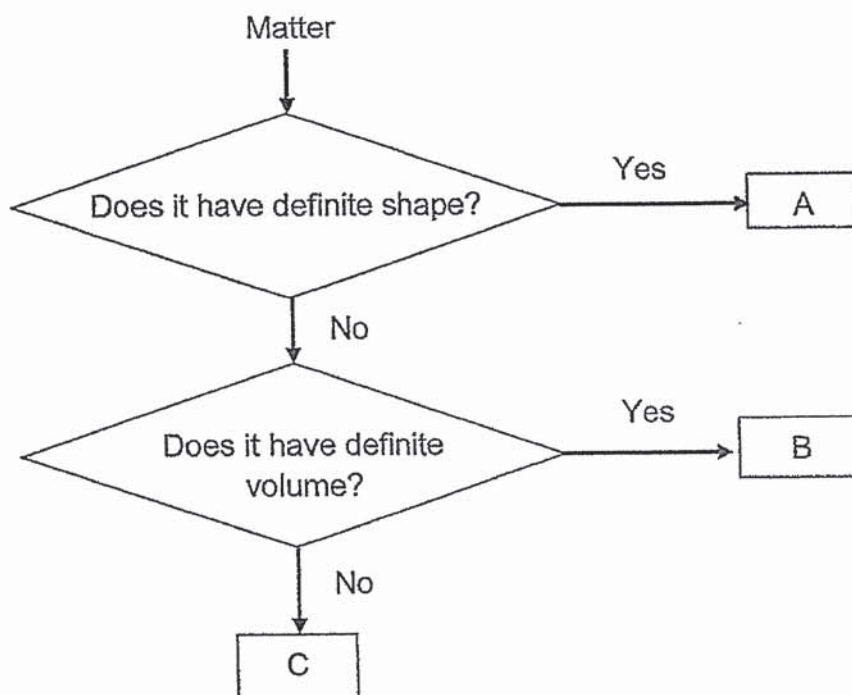 Matter
Does it have definite shape?
Yes
A
No
Does it have definite
volume?
Yes
B
No
C